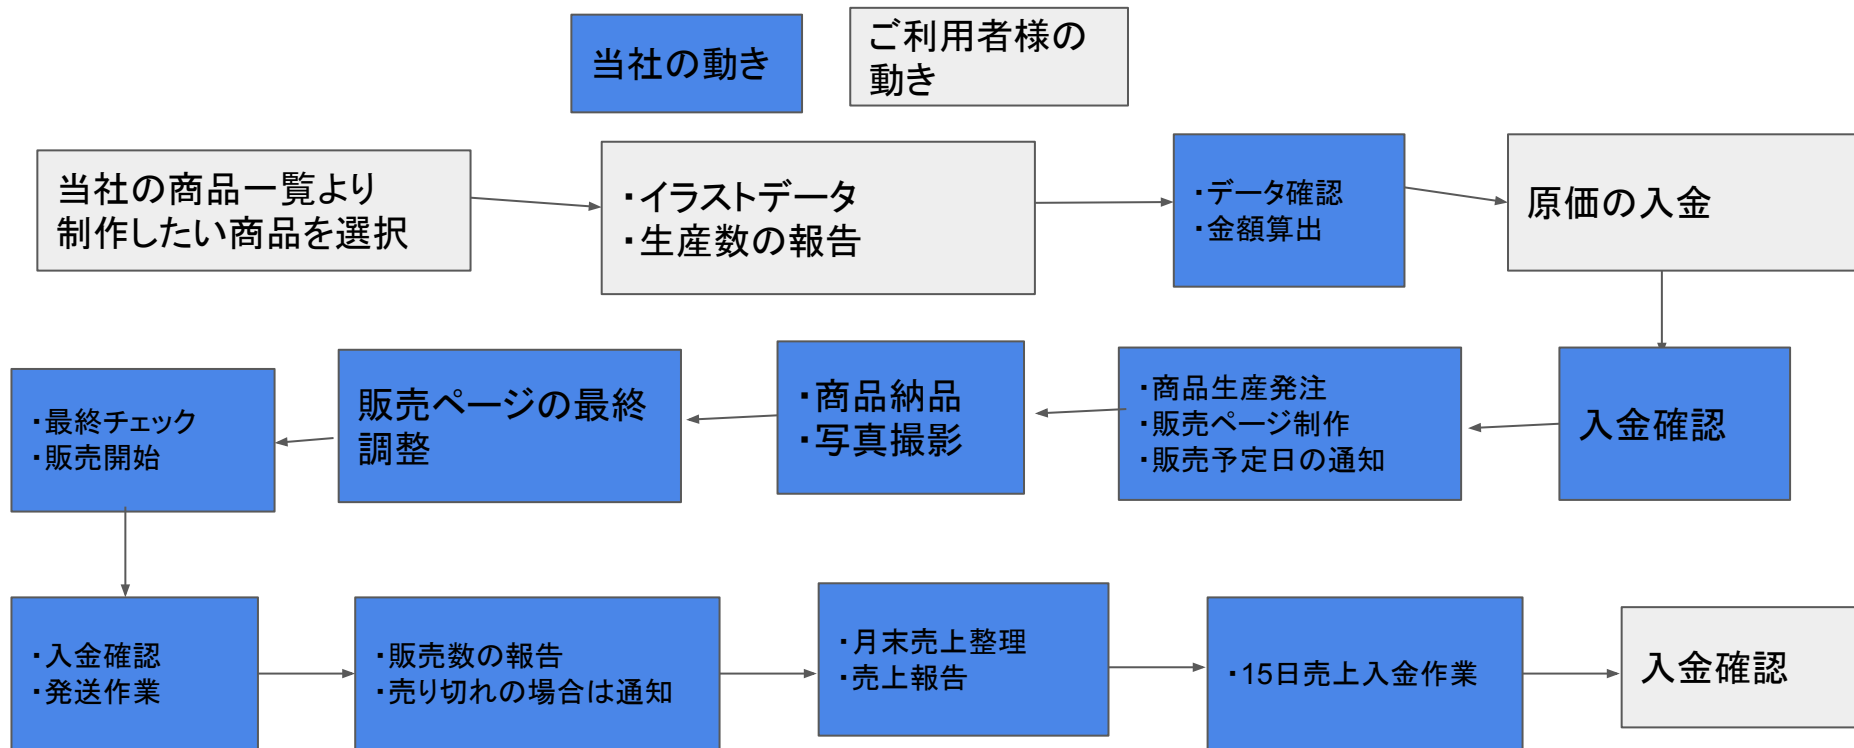 当社の動き
ご利用者様の
動き
当社の商品一覧より
制作したい商品を選択
・イラストデータ
・生産数の報告
・データ確認
・金額算出
原価の入金
入金確認
・商品生産発注
・販売ページ制作
・販売予定日の通知
・商品納品
・写真撮影
販売ページの最終
調整
・最終チェック
・販売開始
・入金確認
・発送作業
・販売数の報告
・売り切れの場合は通知
・月末売上整理
・売上報告
・15日売上入金作業
入金確認